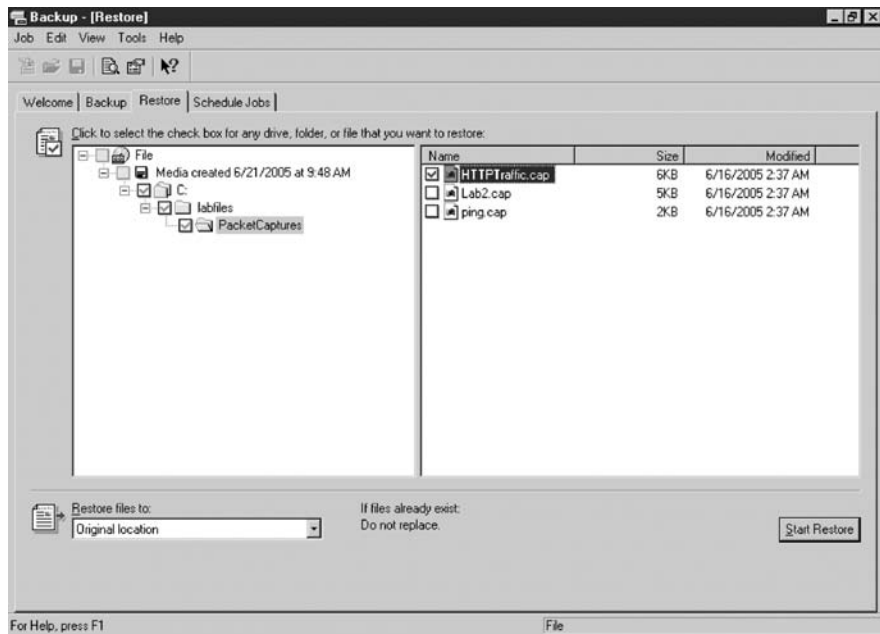 Backup - [Restore]
Job Edit View Tools Help
Welcome Backup Restore Schedule Jobs
Click to select the check box for any drive, folder, or file that you want to restore:
File
Media created 6/21/2005 at 9:48 AM
C:
labfiles
PacketCaptures
Name Size Modified
HTTPTraffic.cap 6KB 6/16/2005 2:37 AM
Lab2.cap 5KB 6/16/2005 2:37 AM
ping.cap 2KB 6/16/2005 2:37 AM
Restore files to:
Original location
If files already exist:
Do not replace.
Start Restore
For Help, press F1
File